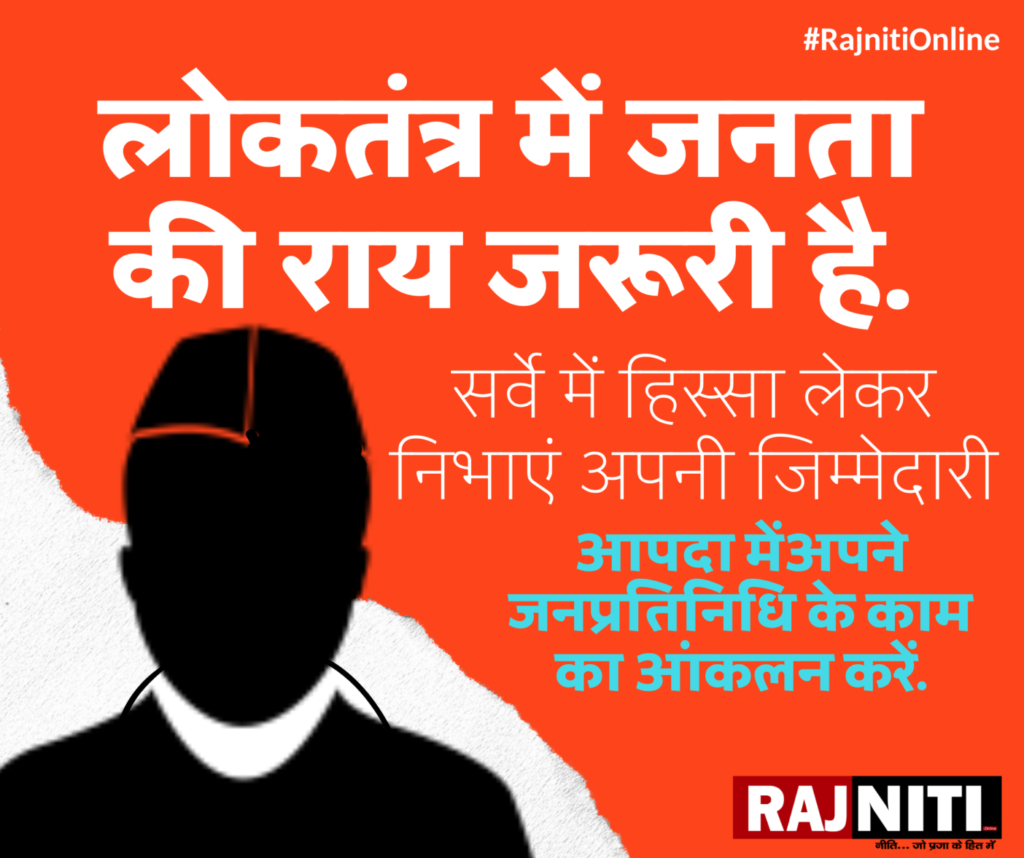 #RajnitiOnline
लोकतंत्र में जनता
की राय जरूरी है.
सर्वे में हिस्सा लेकर
निभाएं अपनी जिम्मेदारी
आपदा मेंअपने
जनप्रतिनिधि के काम
का आंकलन करें.
RAJNITI
नीति... जो प्रजा के हित में